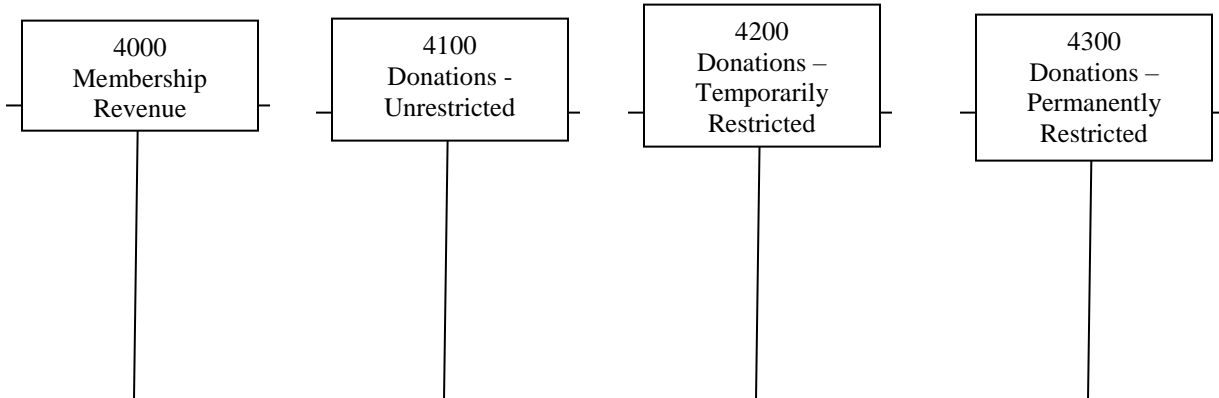 4000
Membership
Revenue
4100
Donations -
Unrestricted
4200
Donations –
Temporarily
Restricted
4300
Donations –
Permanently
Restricted